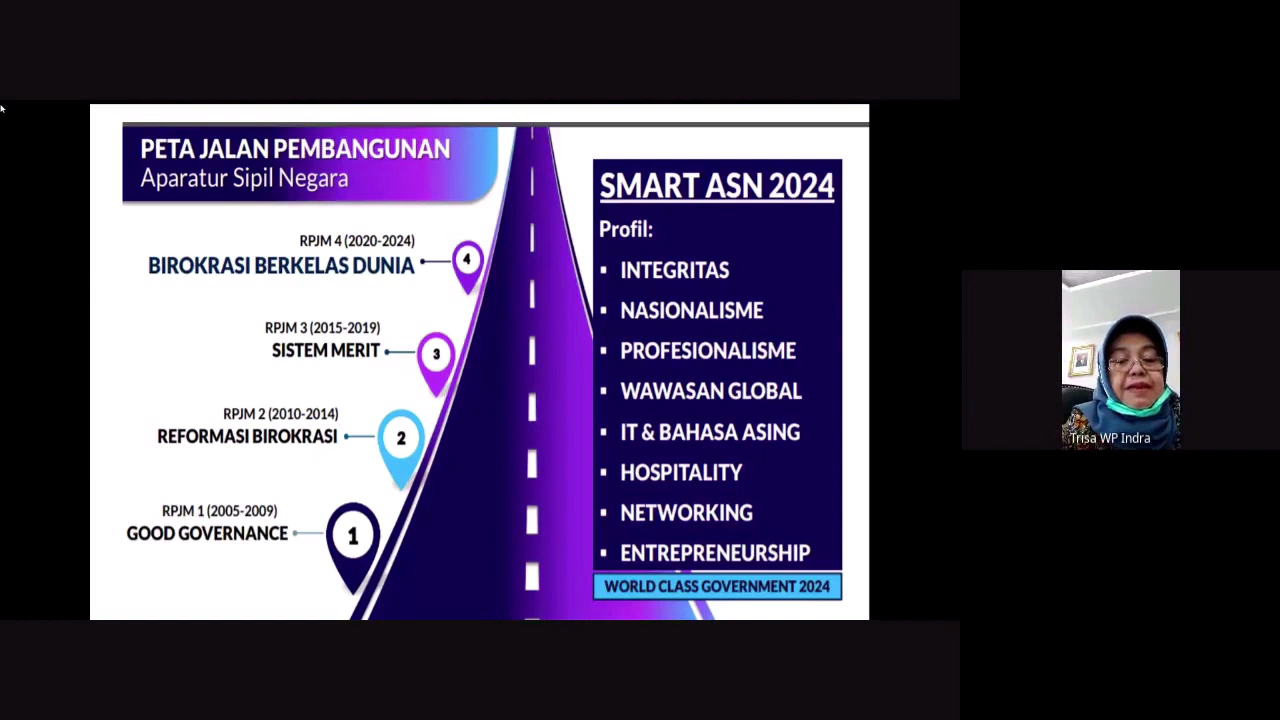 PETA JALAN PEMBANGUNAN
Aparatur Sipil Negara
RPJM 4 (2020-2024)
BIROKRASI BERKELAS DUNIA
4
RPJM 3 (2015-2019)
SISTEM MERIT
3
RPJM 2 (2010-2014)
REFORMASI BIROKRASI
2
RPJM 1 (2005-2009)
GOOD GOVERNANCE
1
SMART ASN 2024
Profil:
▪ INTEGRITAS
▪ NASIONALISME
▪ PROFESIONALISME
▪ WAWASAN GLOBAL
▪ IT & BAHASA ASING
▪ HOSPITALITY
▪ NETWORKING
▪ ENTREPRENEURSHIP
WORLD CLASS GOVERNMENT 2024
Trisa WP Indra